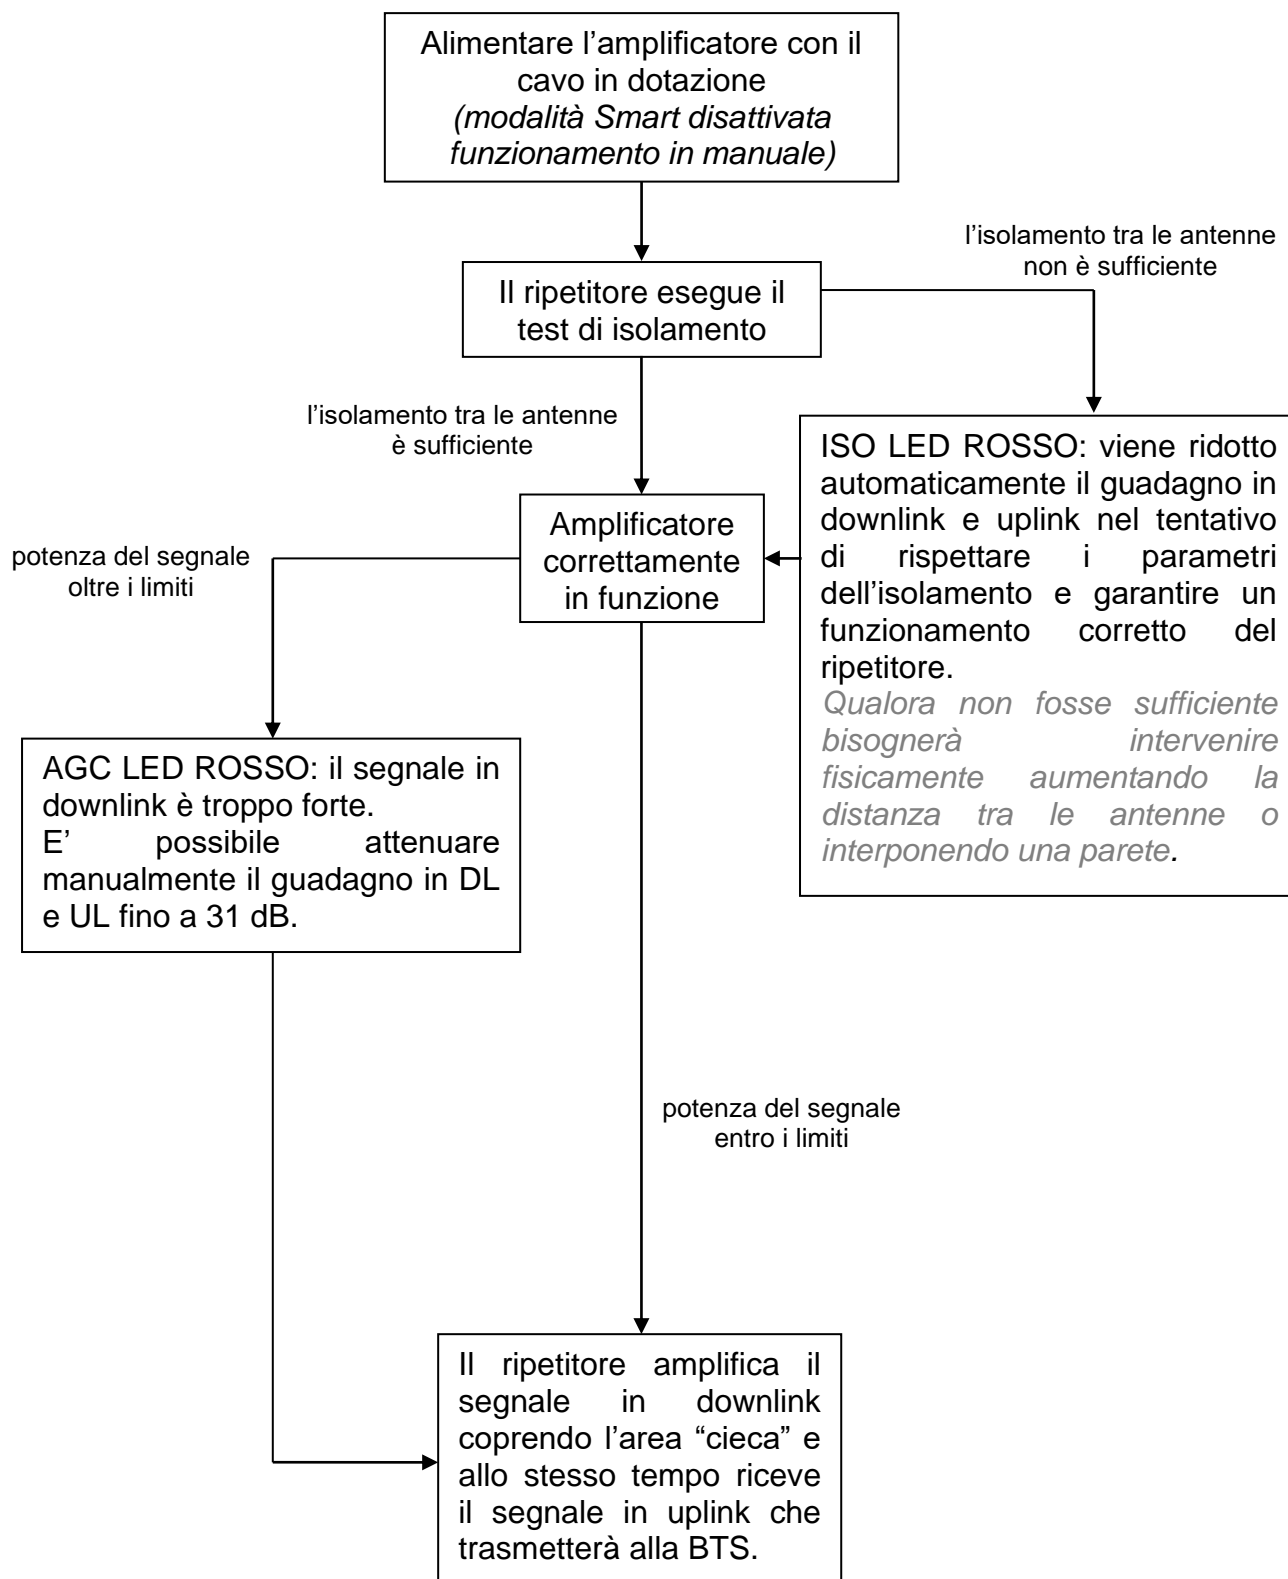 Alimentare l’amplificatore con il
cavo in dotazione
(modalità Smart disattivata
funzionamento in manuale)
l’isolamento tra le antenne
non è sufficiente
Il ripetitore esegue il
test di isolamento
l’isolamento tra le antenne
è sufficiente
ISO LED ROSSO: viene ridotto
automaticamente il guadagno in
downlink e uplink nel tentativo
di rispettare i parametri
dell’isolamento e garantire un
funzionamento corretto del
ripetitore.
Qualora non fosse sufficiente
bisognerà intervenire
fisicamente aumentando la
distanza tra le antenne o
interponendo una parete.
Amplificatore
correttamente
in funzione
potenza del segnale
oltre i limiti
AGC LED ROSSO: il segnale in
downlink è troppo forte.
E’ possibile attenuare
manualmente il guadagno in DL
e UL fino a 31 dB.
potenza del segnale
entro i limiti
Il ripetitore amplifica il
segnale in downlink
coprendo l’area “cieca” e
allo stesso tempo riceve
il segnale in uplink che
trasmetterà alla BTS.